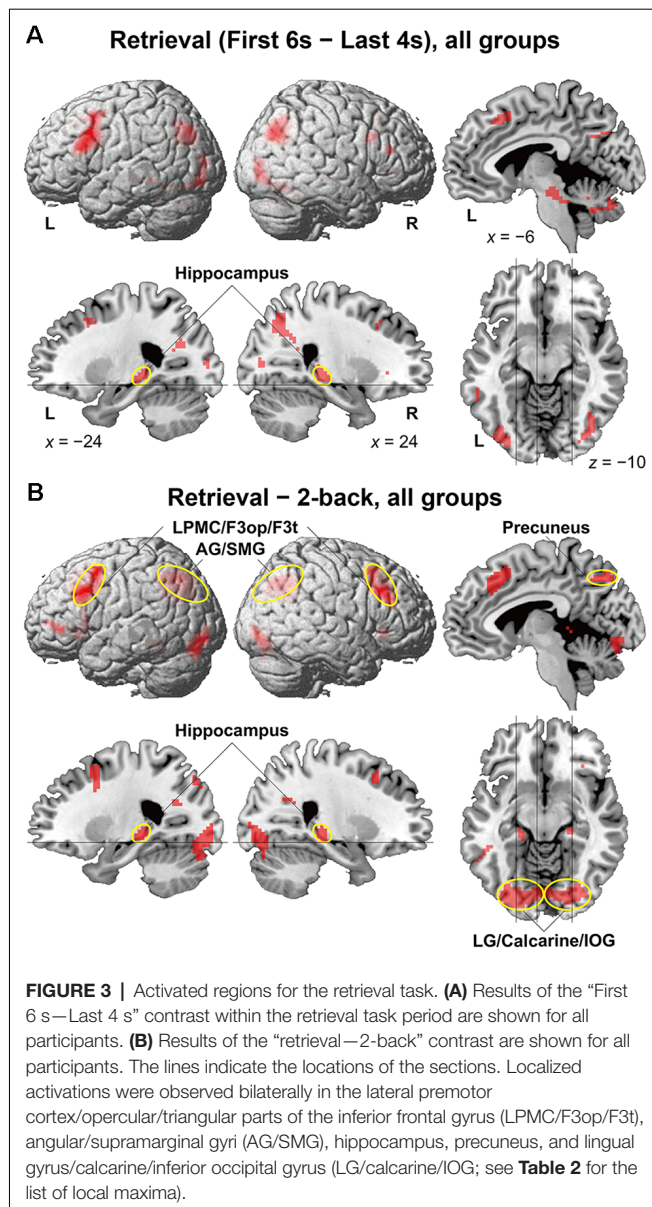 A
Retrieval (First 6s – Last 4s), all groups
L
R
L
x = −6
Hippocampus
L
R
L
x = −24
x = 24
z = −10
B
Retrieval – 2-back, all groups
LPMC/F3op/F3t
Precuneus
AG/SMG
Hippocampus
LG/Calcarine/IOG
FIGURE 3 | Activated regions for the retrieval task. (A) Results of the “First
6 s—Last 4 s” contrast within the retrieval task period are shown for all
participants. (B) Results of the “retrieval—2-back” contrast are shown for all
participants. The lines indicate the locations of the sections. Localized
activations were observed bilaterally in the lateral premotor
cortex/opercular/triangular parts of the inferior frontal gyrus (LPMC/F3op/F3t),
angular/supramarginal gyri (AG/SMG), hippocampus, precuneus, and lingual
gyrus/calcarine/inferior occipital gyrus (LG/calcarine/IOG; see Table 2 for the
list of local maxima).